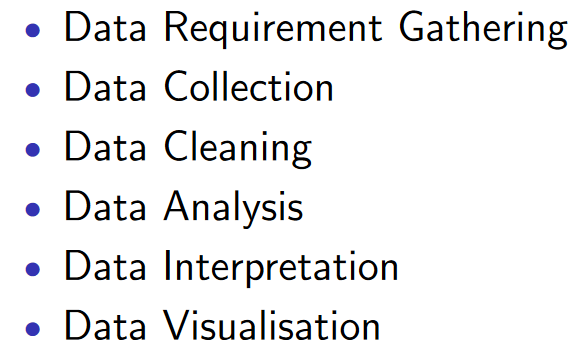 • Data Requirement Gathering
• Data Collection
• Data Cleaning
• Data Analysis
• Data Interpretation
• Data Visualisation